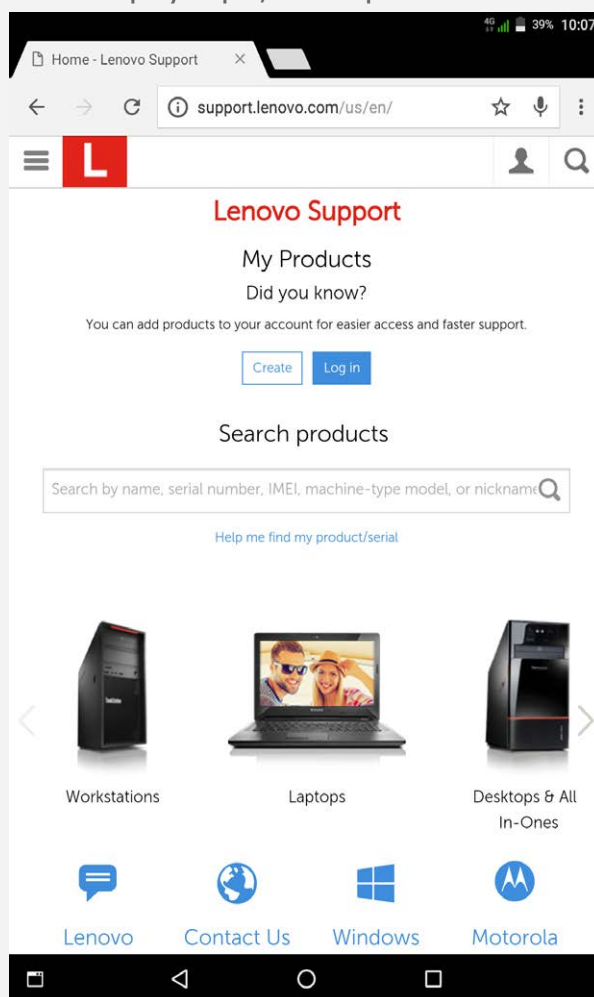 4G 39% 10:07
Home - Lenovo Support
support.lenovo.com/us/en/
L
Lenovo Support
My Products
Did you know?
You can add products to your account for easier access and faster support.
Create Log in
Search products
Search by name, serial number, IMEI, machine-type model, or nickname
Help me find my product/serial
Workstations Laptops Desktops & All
In-Ones
Lenovo Contact Us Windows Motorola